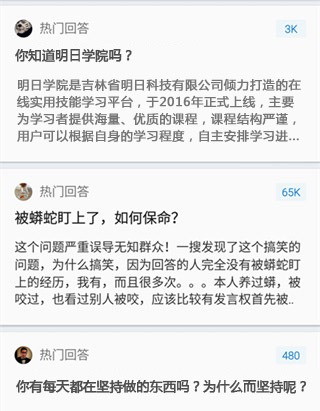 热门回答
3K
你知道明日学院吗？
明日学院是吉林省明日科技有限公司倾力打造的在
线实用技能学习平台，于2016年正式上线，主要
为学习者提供海量、优质的课程，课程结构严谨，
用户可以根据自身的学习程度，自主安排学习进...
热门回答
65K
被蟒蛇盯上了，如何保命？
这个问题严重误导无知群众！一搜发现了这个搞笑的
问题，为什么搞笑，因为回答的人完全没有被蟒蛇盯
上的经历，我有，而且很多次。。。本人养过蟒，被
咬过，也看过别人被咬，应该比较有发言权首先被..
热门回答
480
你有每天都在坚持做的东西吗？为什么而坚持呢？